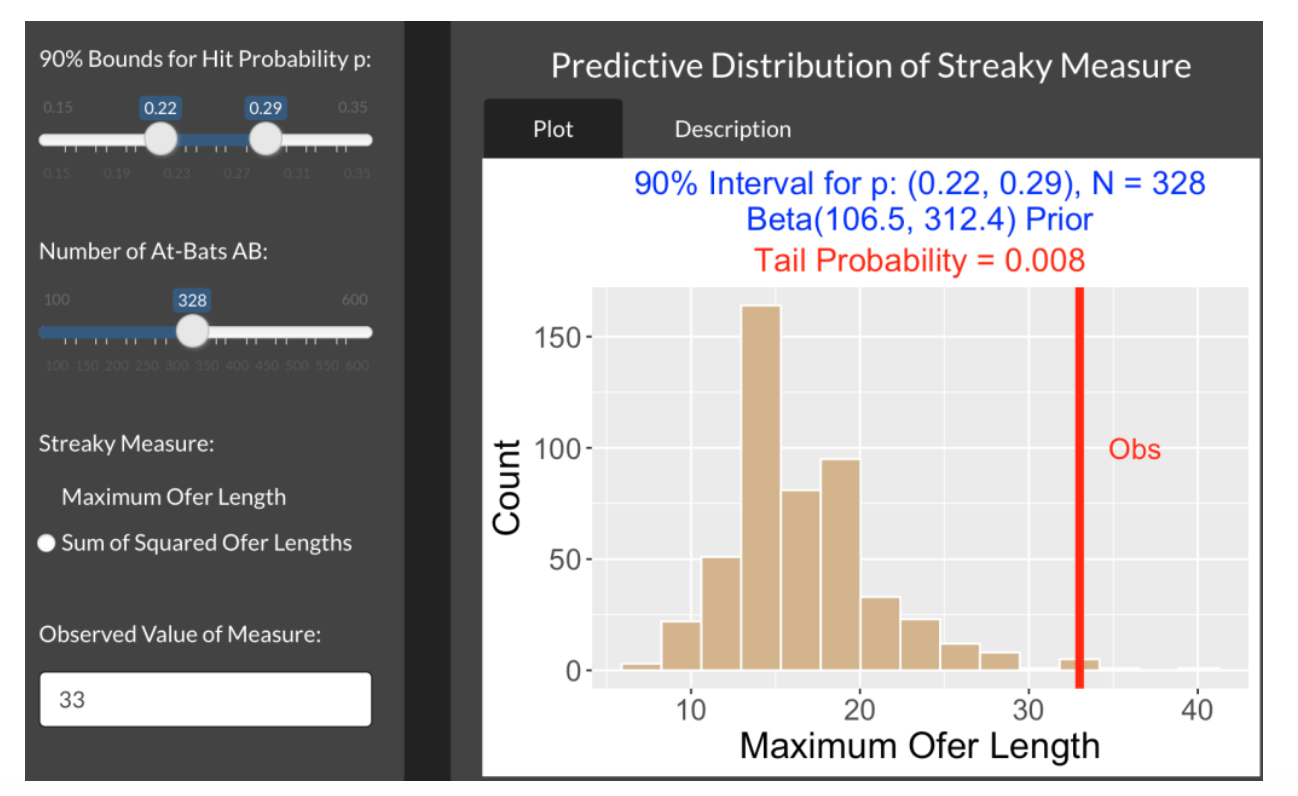 90% Bounds for Hit Probability p:
0.15 0.22 0.29 0.35
0.15 0.19 0.23 0.27 0.31 0.35
Number of At-Bats AB:
100 328 600
100 150 200 250 300 350 400 450 500 550 600
Streaky Measure:
Maximum Ofer Length
Sum of Squared Ofer Lengths
Observed Value of Measure:
33
Predictive Distribution of Streaky Measure
Plot Description
90% Interval for p: (0.22, 0.29), N = 328
Beta(106.5, 312.4) Prior
Tail Probability = 0.008
150
100
50
0
Count
Obs
10 20 30 40
Maximum Ofer Length